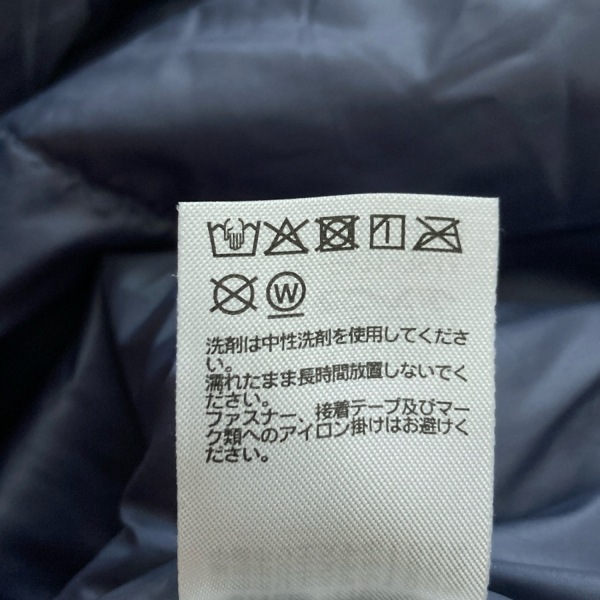 W
洗剤は中性洗剤を使用してくださ
い。
濡れたまま長時間放置しないでく
ださい。
ファスナー、接着テープ及びマー
ク類へのアイロン掛けはお避けく
ださい。